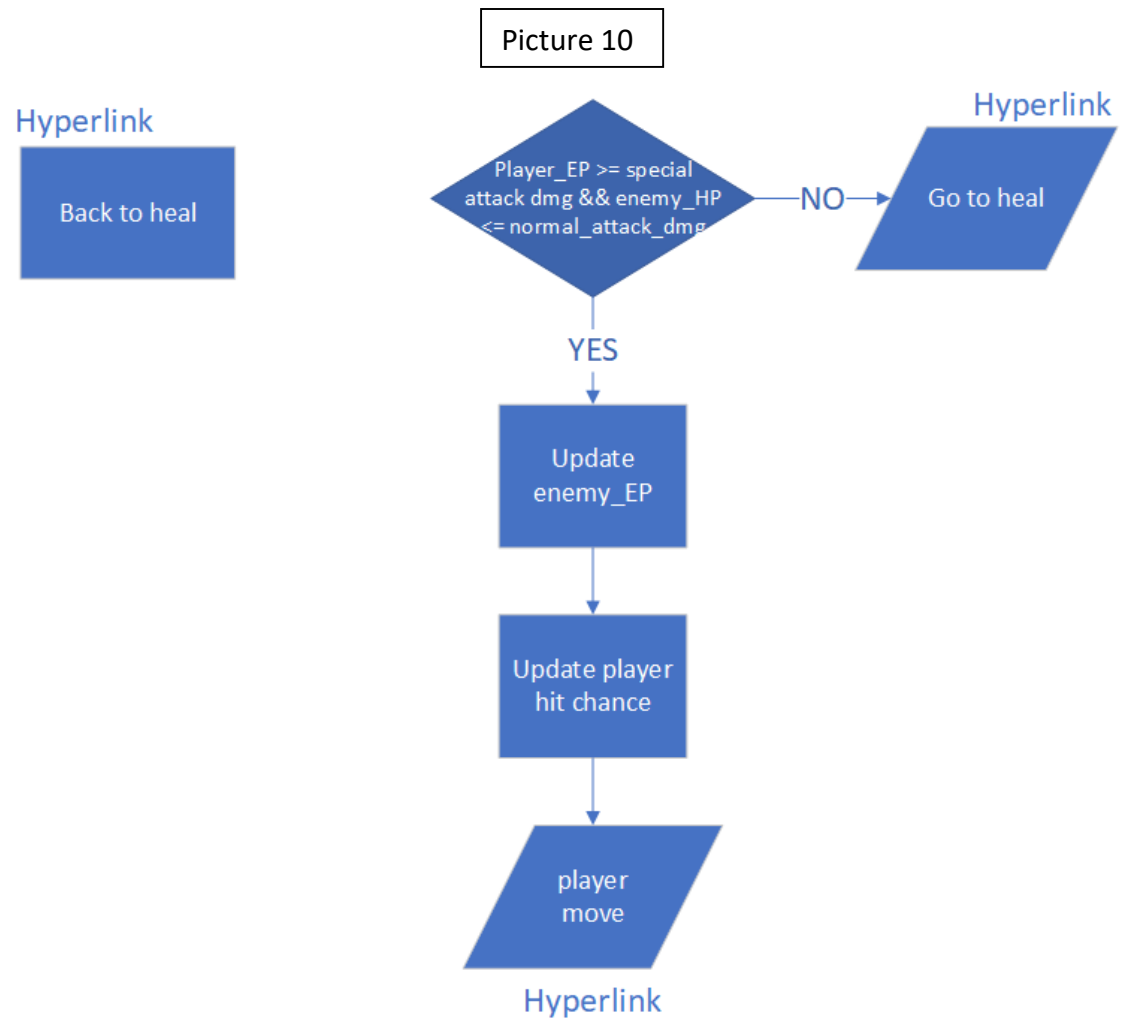 Picture 10
Hyperlink
Back to heal
Player_EP >= special
attack dmg && enemy_HP
<= normal_attack_dmg
NO
Hyperlink
Go to heal
YES
Update
enemy_EP
Update player
hit chance
player
move
Hyperlink